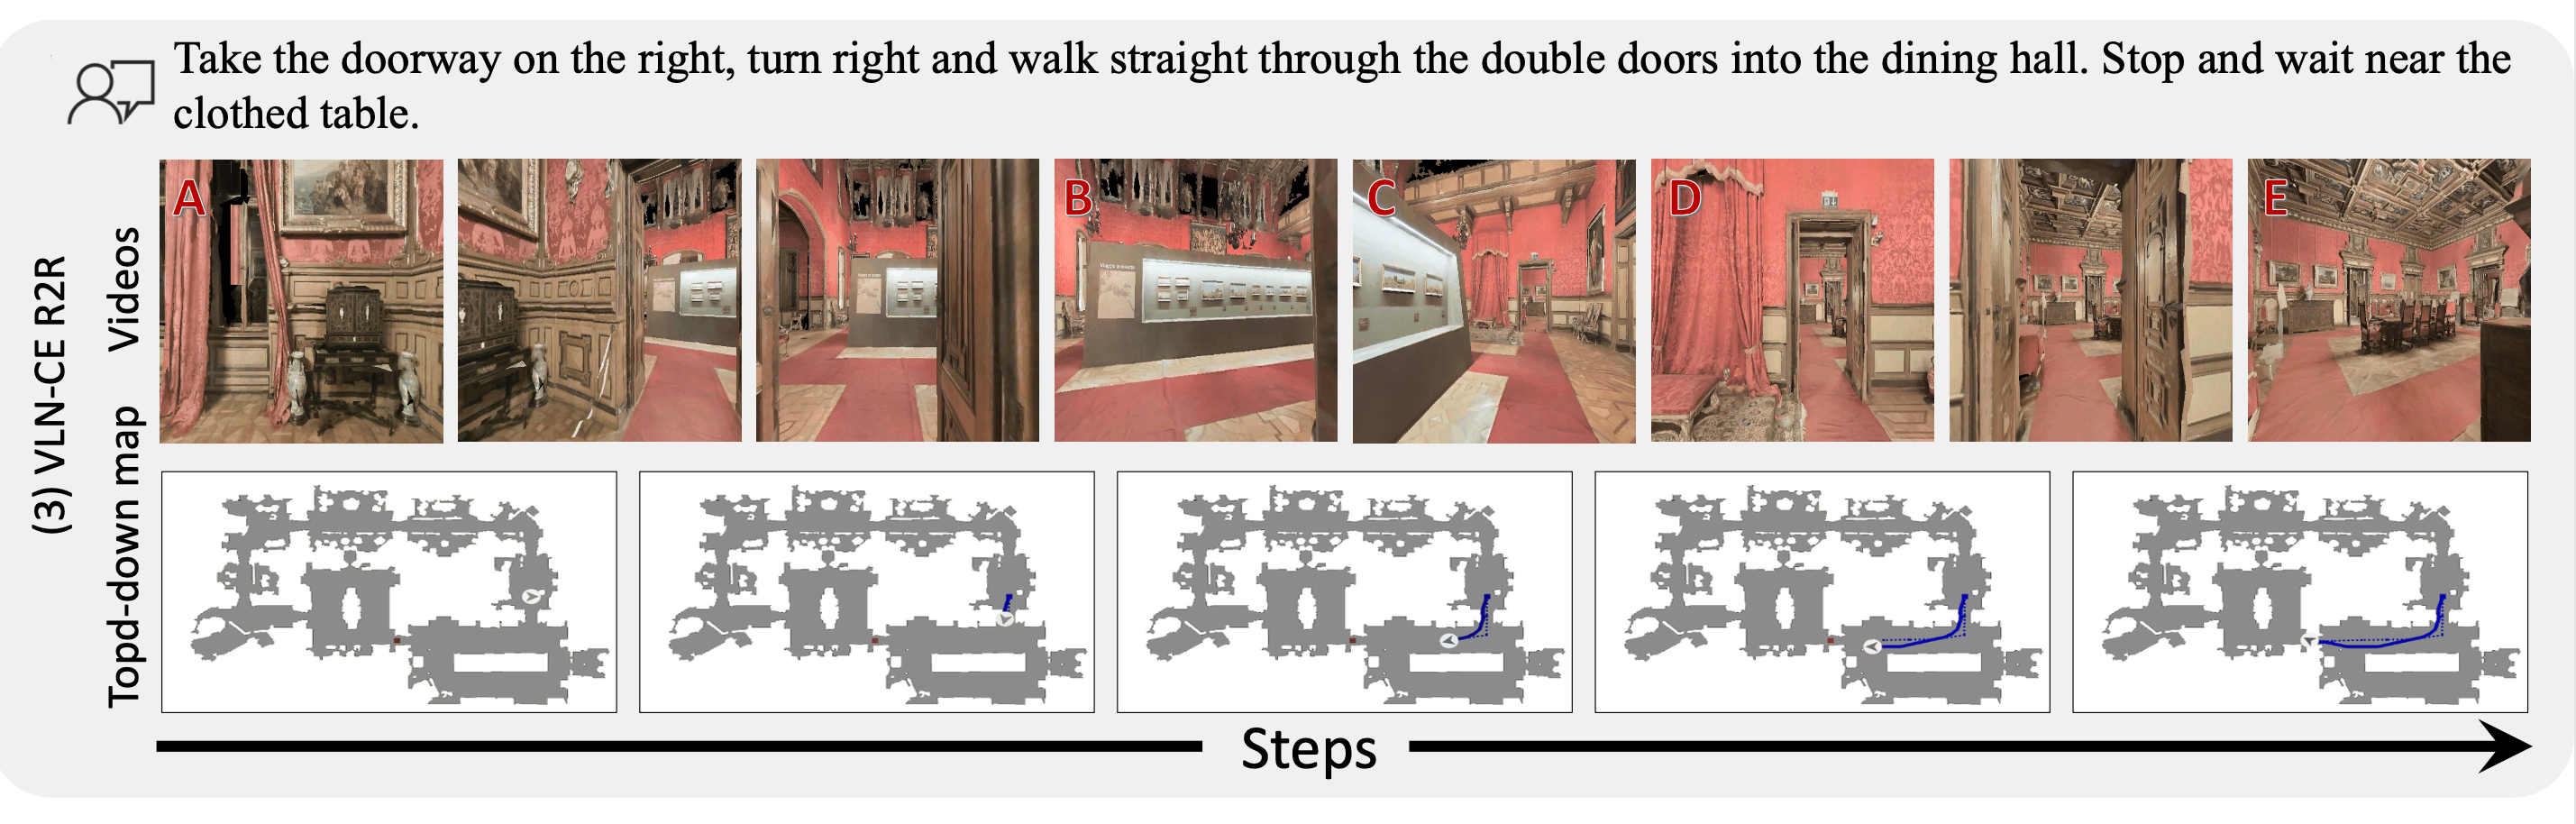 Take the doorway on the right, turn right and walk straight through the double doors into the dining hall. Stop and wait near the
clothed table.
(3) VLN-CE R2R
Videos
A
B
C
D
E
Topd-down map
Steps